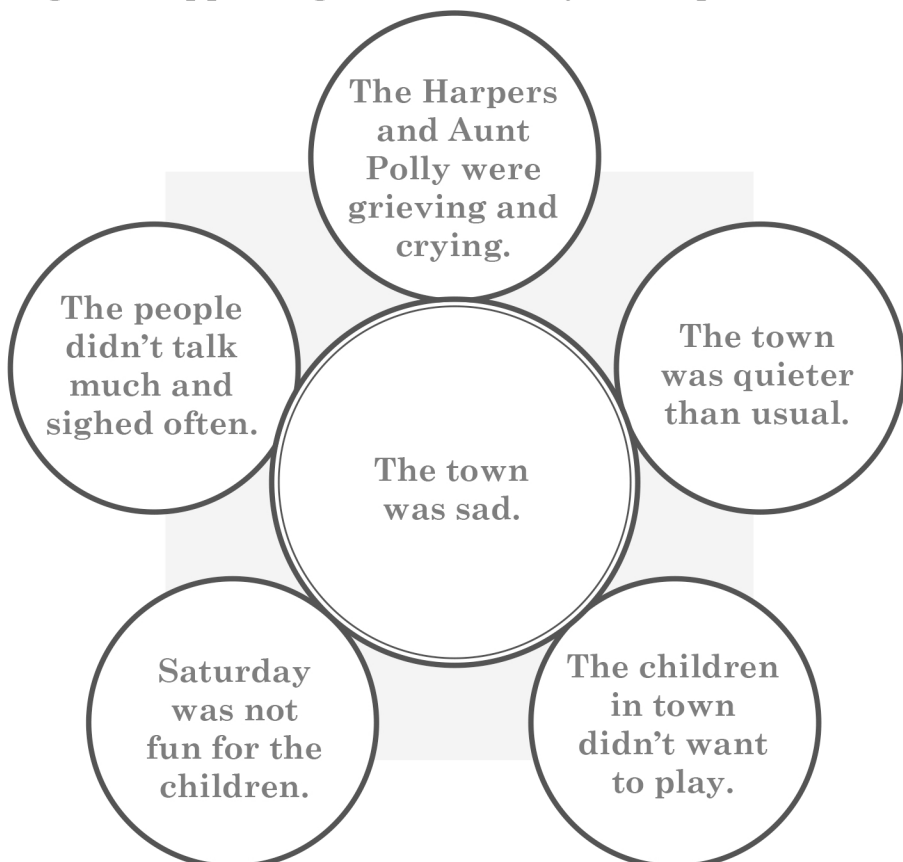 The Harpers
and Aunt
Polly were
grieving and
crying.
The people
didn’t talk
much and
sighed often.
The town
was quieter
than usual.
The town
was sad.
Saturday
was not
fun for the
children.
The children
in town
didn’t want
to play.